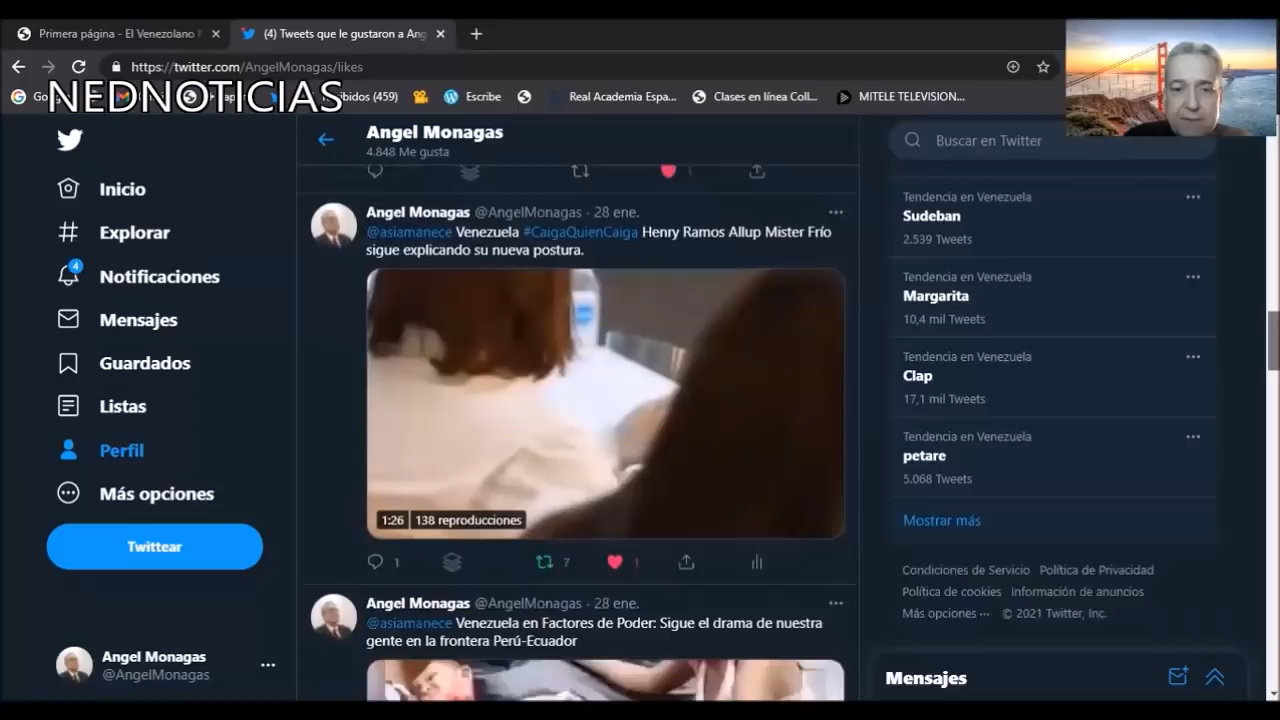 Primera página - El Venezolano
(4) Tweets que le gustaron a Ang
https://twitter.com/AngelMonagas/likes
NEDNOTICIAS
ibidos (459)
Escribe
Real Academia Espa...
Clases en línea Coll...
MITELE TELEVISION...
Angel Monagas
4.848 Me gusta
Inicio
Explorar
4
Notificaciones
Mensajes
Guardados
Listas
Perfil
Más opciones
Twittear
Angel Monagas
@AngelMonagas
1
Angel Monagas @AngelMonagas · 28 ene.
@asiamanece Venezuela #CaigaQuienCaiga Henry Ramos Allup Mister Frío
sigue explicando su nueva postura.
1:26 138 reproducciones
1 7 1
Angel Monagas @AngelMonagas · 28 ene.
@asiamanece Venezuela en Factores de Poder: Sigue el drama de nuestra
gente en la frontera Perú-Ecuador
Buscar en Twitter
Tendencia en Venezuela
Sudeban
2.539 Tweets
Tendencia en Venezuela
Margarita
10,4 mil Tweets
Tendencia en Venezuela
Clap
17,1 mil Tweets
Tendencia en Venezuela
petare
5.068 Tweets
Mostrar más
Condiciones de Servicio Política de Privacidad
Política de cookies Información de anuncios
Más opciones ··· © 2021 Twitter, Inc.
Mensajes